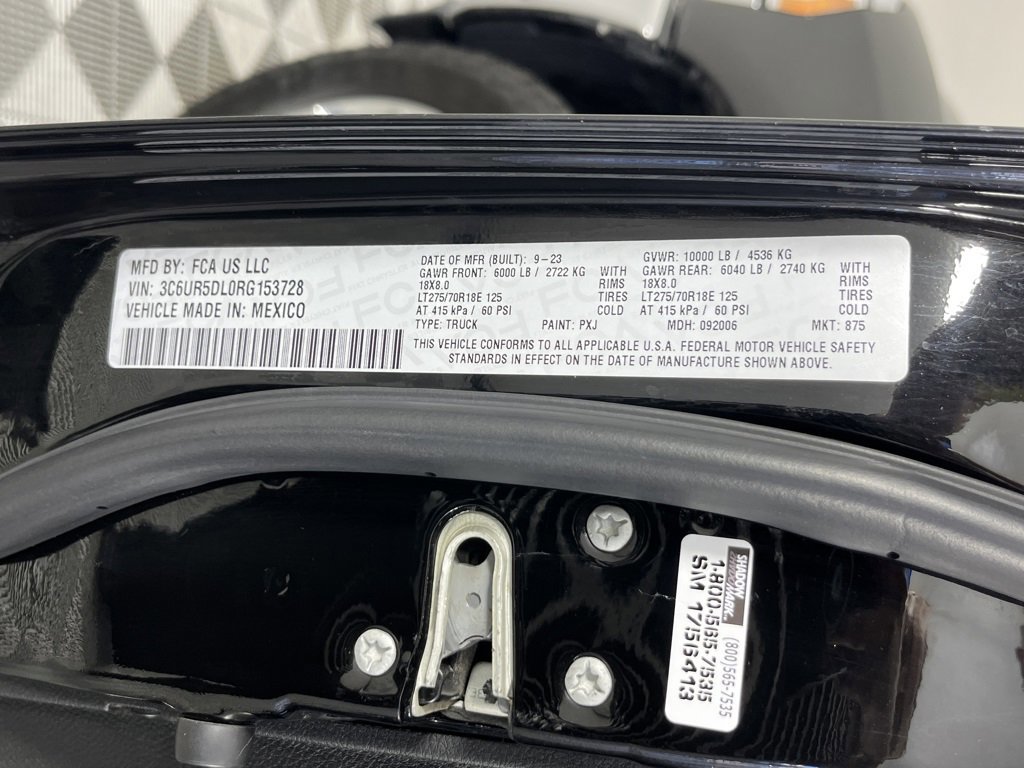 MFD BY: FCA US LLC
VIN: 3C6UR5DL0RG153728
VEHICLE MADE IN: MEXICO
DATE OF MFR (BUILT): 9-23
GAWR FRONT: 6000 LB / 2722 KG WITH
18X8.0 RIMS
LT275/70R18E 125 TIRES
AT 415 kPa / 60 PSI COLD
TYPE: TRUCK PAINT: PXJ
GVWR: 10000 LB / 4536 KG
GAWR REAR: 6040 LB / 2740 KG WITH
18X8.0 RIMS
LT275/70R18E 125 TIRES
AT 415 kPa / 60 PSI COLD
MDH: 092006 MKT: 875
THIS VEHICLE CONFORMS TO ALL APPLICABLE U.S.A. FEDERAL MOTOR VEHICLE SAFETY
STANDARDS IN EFFECT ON THE DATE OF MANUFACTURE SHOWN ABOVE.
SHADOW
MARK
(800)565-7535
1-800-565-7535
SM 17156413